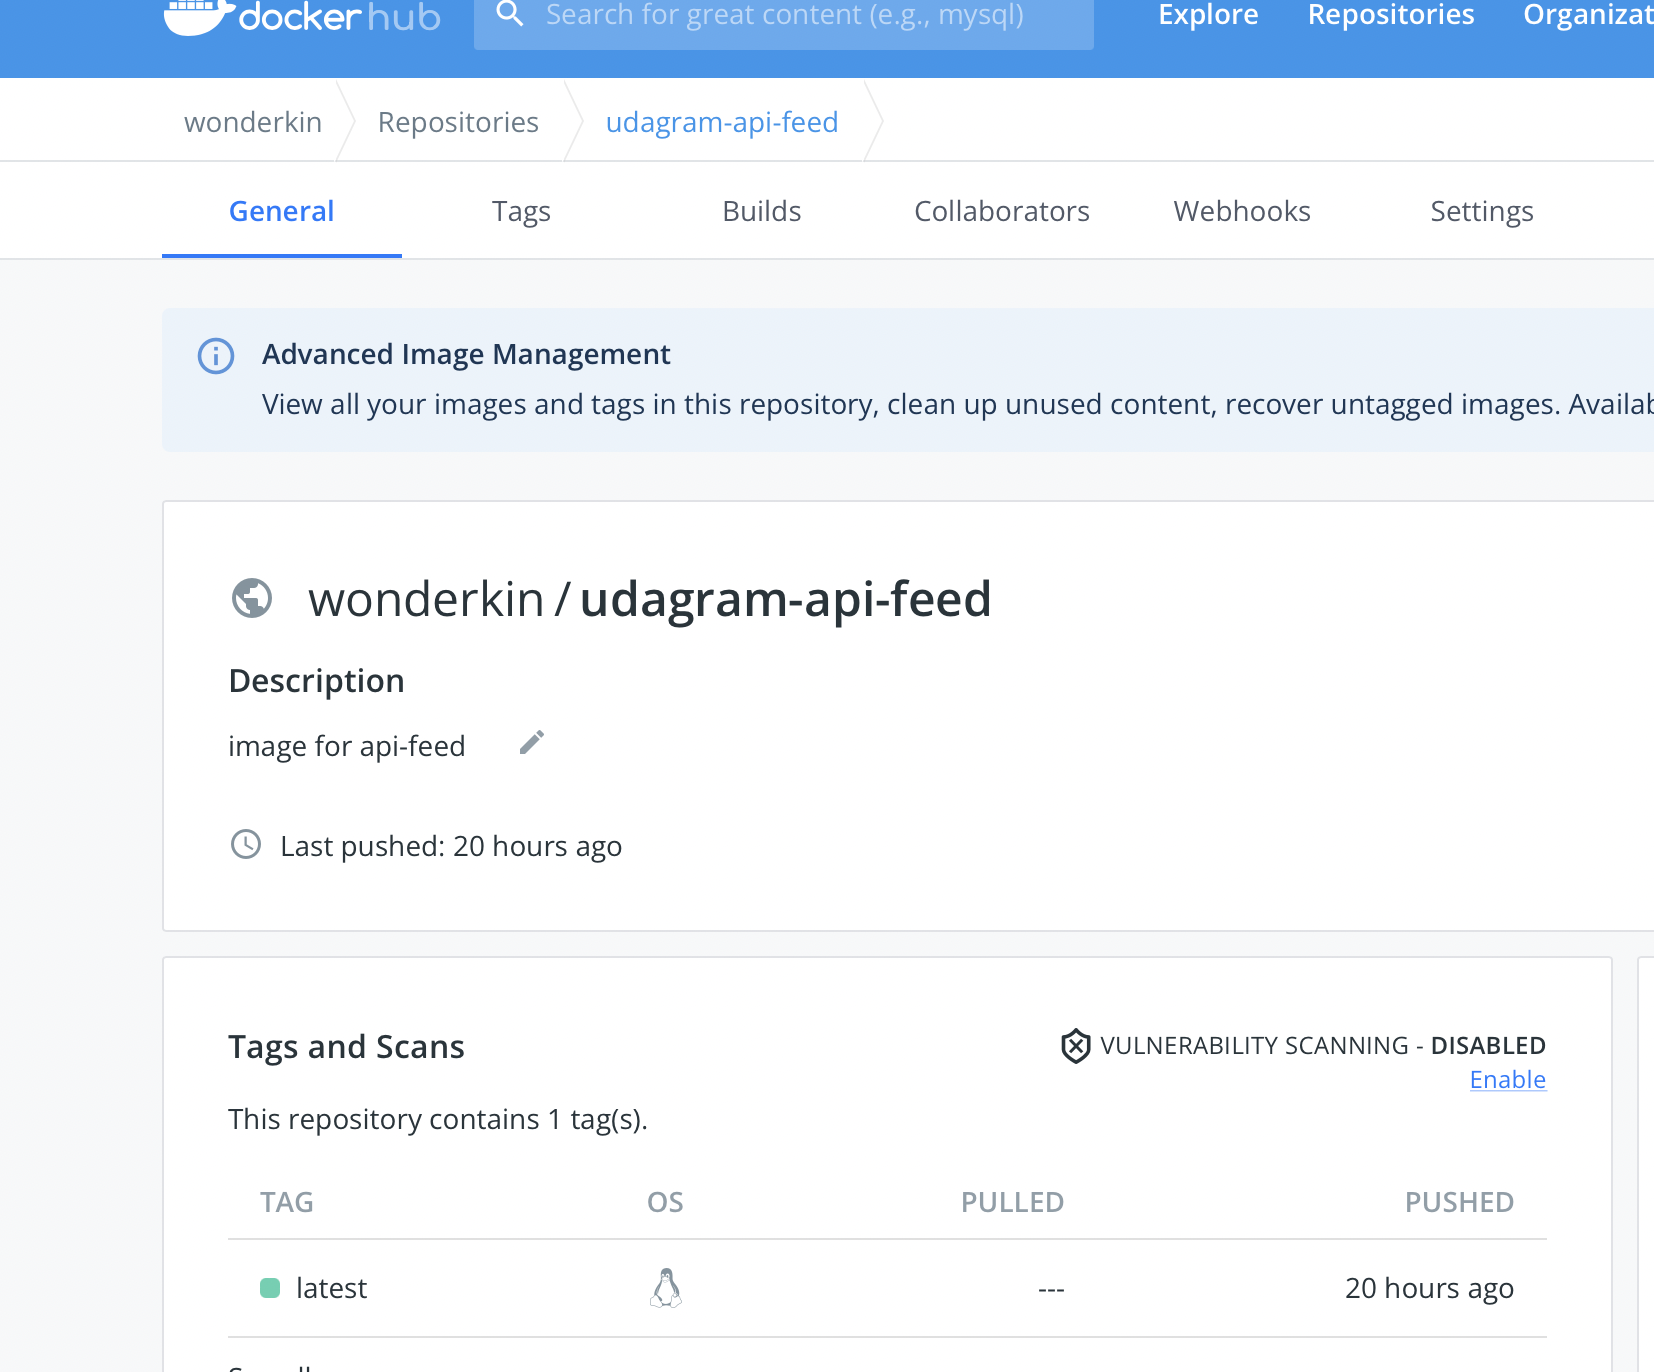 docker hub Search for great content (e.g., mysql) Explore Repositories
wonderkin Repositories udagram-api-feed
General Tags Builds Collaborators Webhooks Settings
Advanced Image Management
View all your images and tags in this repository, clean up unused content, recover untagged images.
wonderkin / udagram-api-feed
Description
image for api-feed
Last pushed: 20 hours ago
Tags and Scans
VULNERABILITY SCANNING - DISABLED
Enable
This repository contains 1 tag(s).
TAG OS PULLED PUSHED
latest --- 20 hours ago